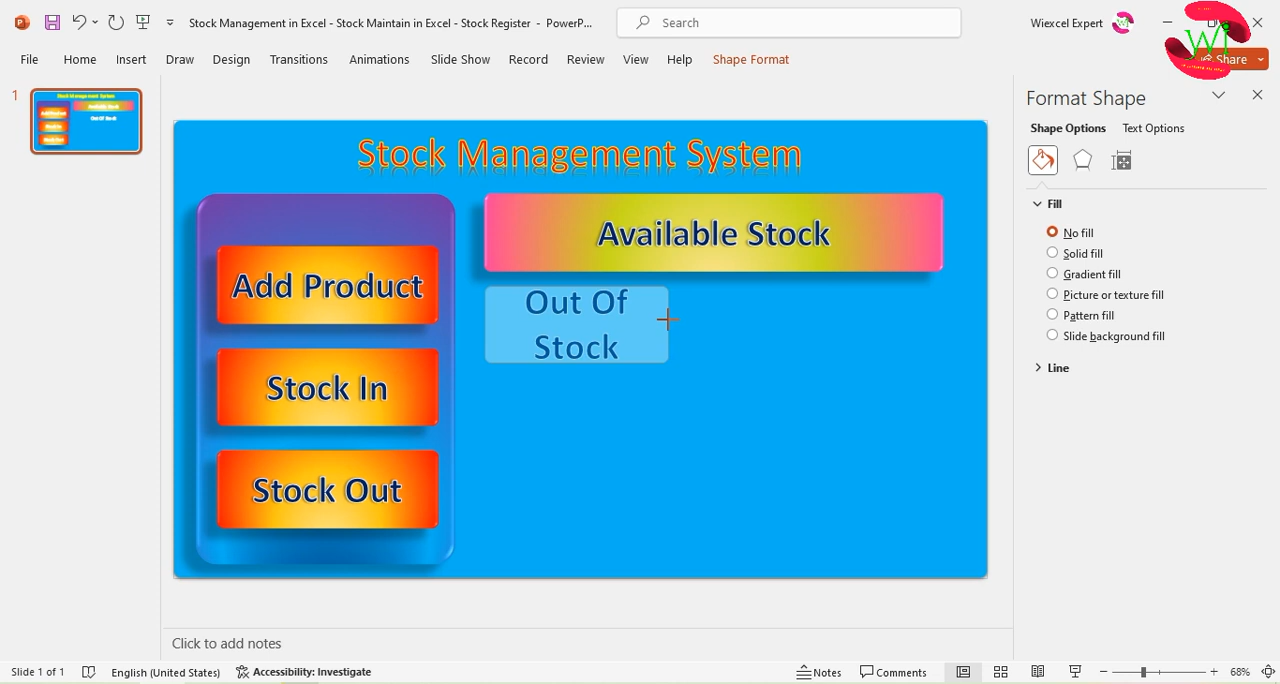 Stock Management in Excel - Stock Maintain in Excel - Stock Register - PowerP...
Search
Wiexcel Expert
File Home Insert Draw Design Transitions Animations Slide Show Record Review View Help Shape Format
Share
1
Stock Management System
Available Stock
Add Product
Out Of
Stock
Stock In
Stock Out
Format Shape
Shape Options Text Options
Fill
No fill
Solid fill
Gradient fill
Picture or texture fill
Pattern fill
Slide background fill
Line
Click to add notes
Slide 1 of 1 English (United States) Accessibility: Investigate Notes Comments 68%